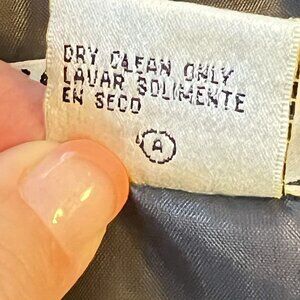 DRY CLEAN ONLY
LAVAR SOLIMENTE
EN SECO
A